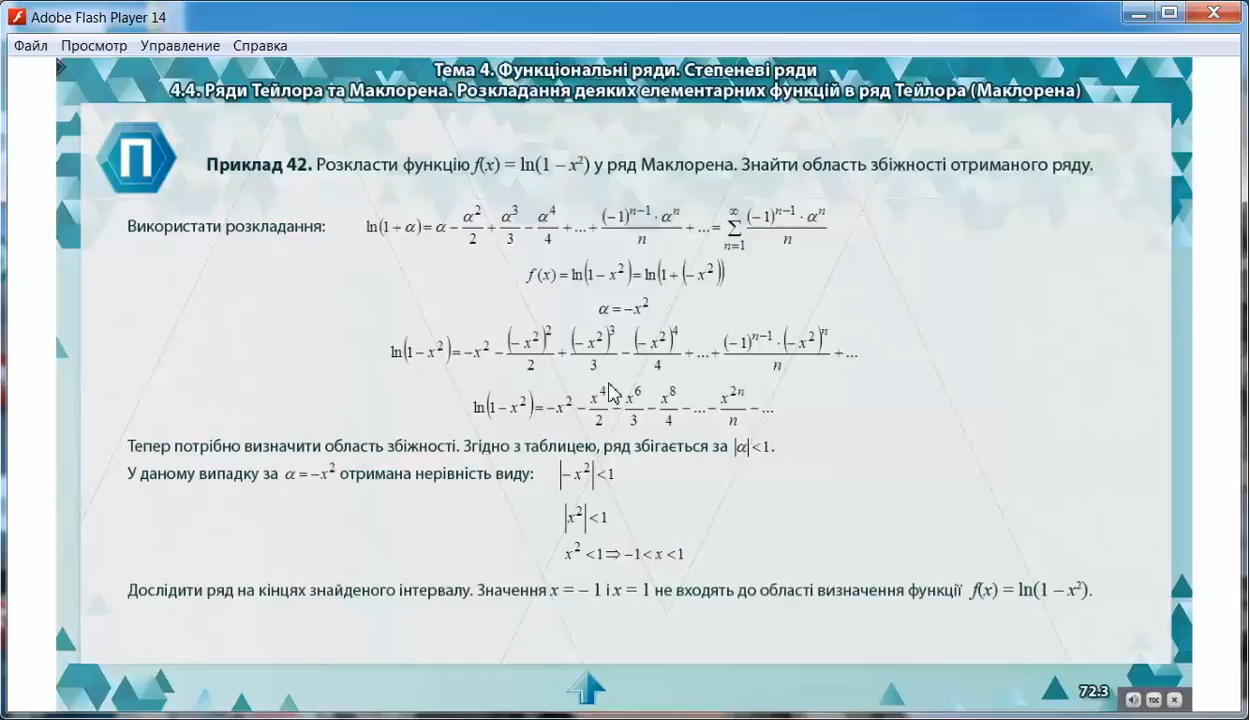 Adobe Flash Player 14
Файл Просмотр Управление Справка
Тема 4. Функціональні ряди. Степеневі ряди
4.4. Ряди Тейлора та Маклорена. Розкладання деяких елементарних функцій в ряд Тейлора (Маклорена)
П
Приклад 42. Розкласти функцію f(x) = ln(1 – x²) у ряд Маклорена. Знайти область збіжності отриманого ряду.
Використати розкладання: ln(1+α)=α−α²/2+α³/3−α⁴/4+...+(−1)ⁿ⁻¹·αⁿ/n+...=∑ n=1 ∞ (−1)ⁿ⁻¹·αⁿ/n
f(x)=ln(1−x²)=ln(1+(−x²))
α=−x²
ln(1−x²)=−x²−(−x²)²/2+(−x²)³/3−(−x²)⁴/4+...+(−1)ⁿ⁻¹·(−x²)ⁿ/n+...
ln(1−x²)=−x²−x⁴/2−x⁶/3−x⁸/4−...−x²ⁿ/n−...
Тепер потрібно визначити область збіжності. Згідно з таблицею, ряд збігається за |α|<1.
У даному випадку за α=−x² отримана нерівність виду: |−x²|<1
|x²|<1
x²<1⇒−1<x<1
Дослідити ряд на кінцях знайденого інтервалу. Значення x = – 1 і x = 1 не входять до області визначення функції f(x) = ln(1 – x²).
72.3
TOC